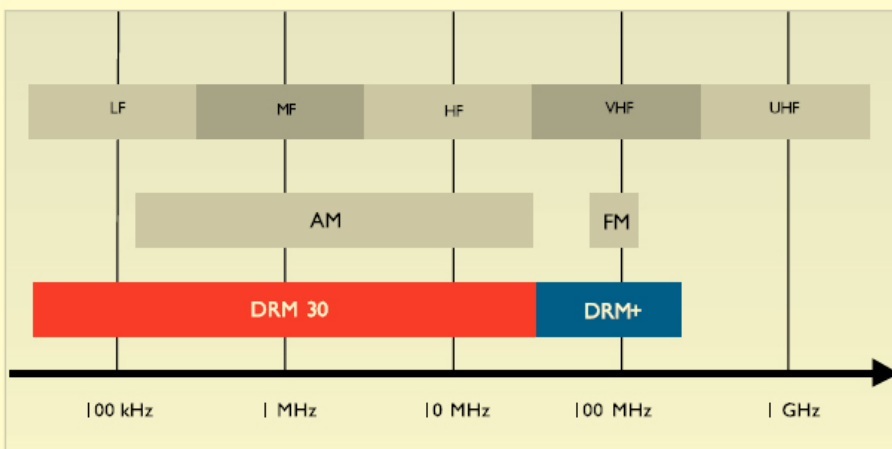 LF MF HF VHF UHF
AM FM
DRM 30 DRM+
100 kHz 1 MHz 10 MHz 100 MHz 1 GHz